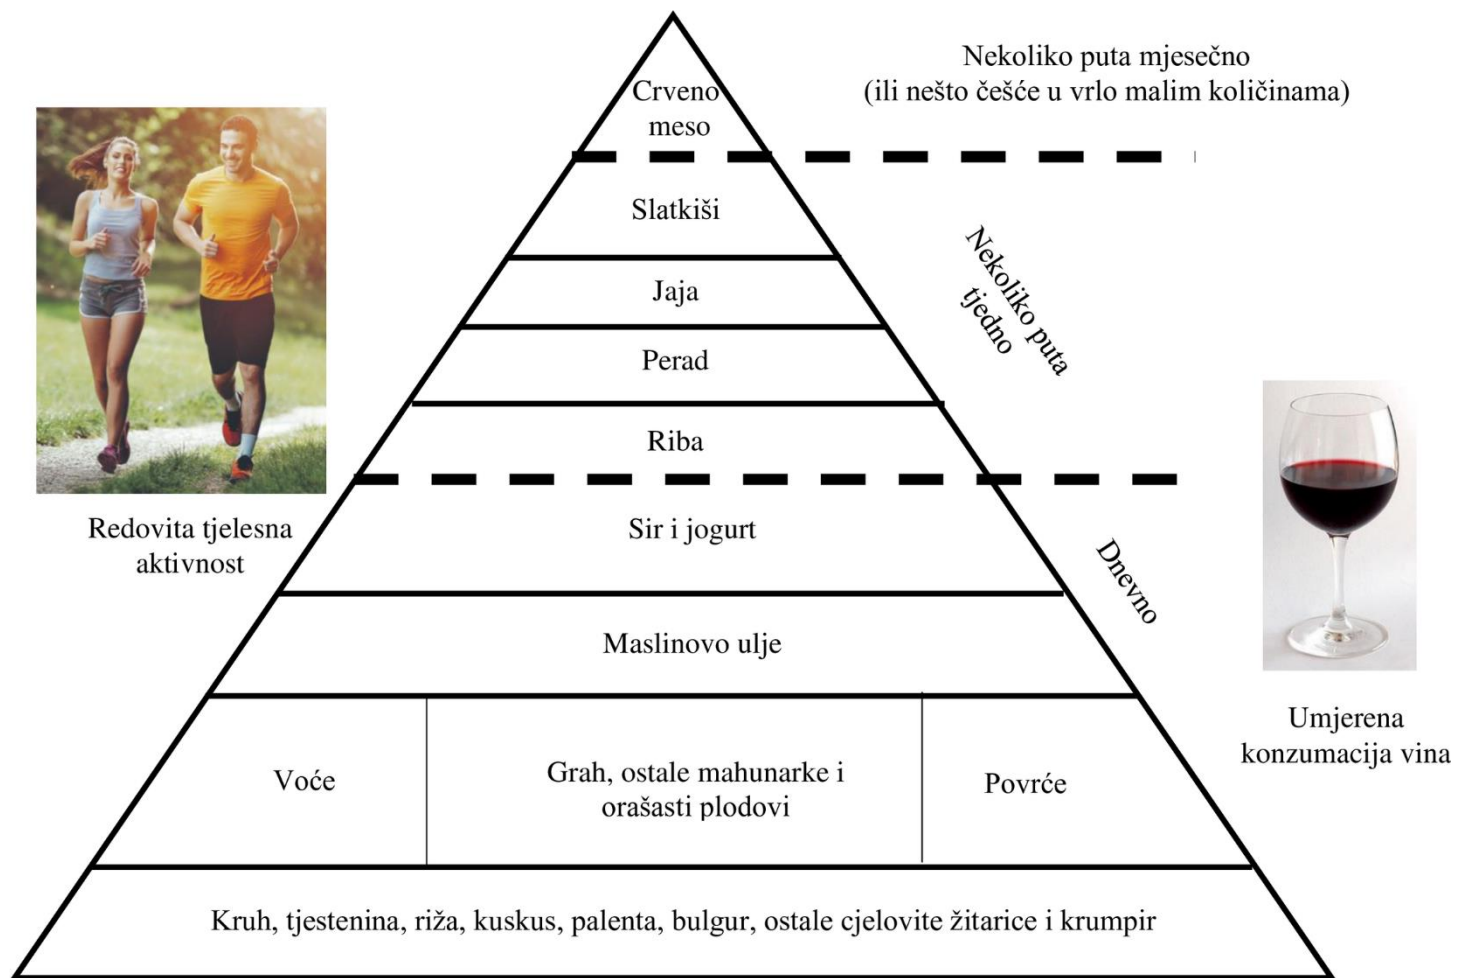 Nekoliko puta mjesečno
(ili nešto češće u vrlo malim količinama)
Crveno
meso
Slatkiši
Jaja
Nekoliko puta
tjedno
Perad
Riba
Redovita tjelesna
aktivnost
Sir i jogurt
Dnevno
Maslinovo ulje
Umjerena
konzumacija vina
Voće
Grah, ostale mahunarke i
orašasti plodovi
Povrće
Kruh, tjestenina, riža, kuskus, palenta, bulgur, ostale cjelovite žitarice i krumpir